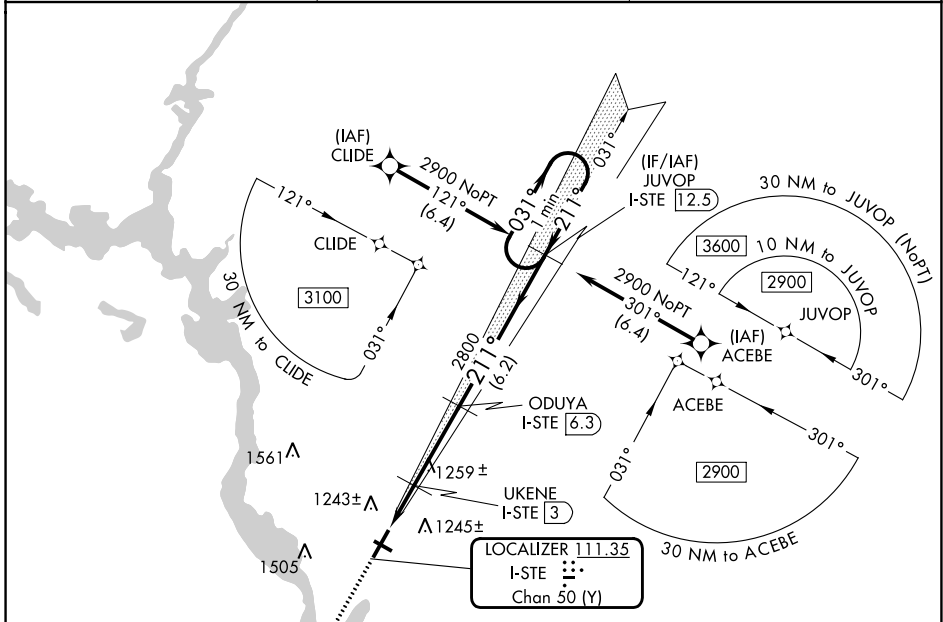 (IAF)
CLIDE
2900 NoPT
121°
(6.4)
031°
1 min
211°
031°
(IF/IAF)
JUVOP
I-STE 12.5
30 NM to JUVOP (NoPT)
3600
10 NM to JUVOP
2900
121°
JUVOP
301°
121°
CLIDE
3100
031°
30 NM to CLIDE
2900 NoPT
301°
(6.4)
(IAF)
ACEBE
2800
211°
(6.2)
ODUYA
I-STE 6.3
ACEBE
031°
301°
2900
30 NM to ACEBE
1561
1259 ±
1243±
UKENE
I-STE 3
1245±
1505
LOCALIZER 111.35
I-STE
Chan 50 (Y)